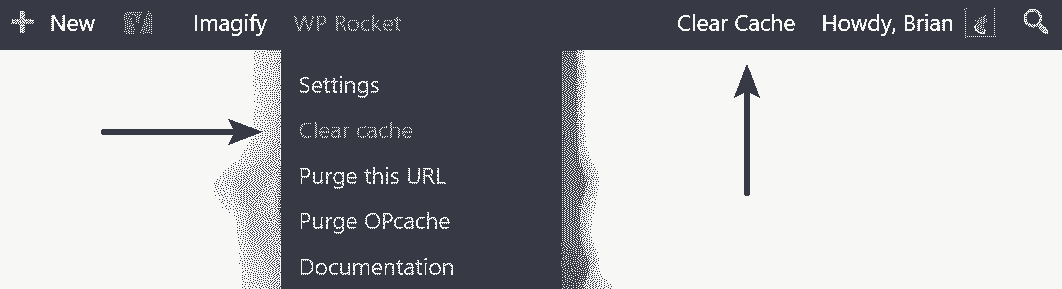 New Imagify WP Rocket Clear Cache Howdy, Brian
Settings
Clear cache
Purge this URL
Purge OPcache
Documentation